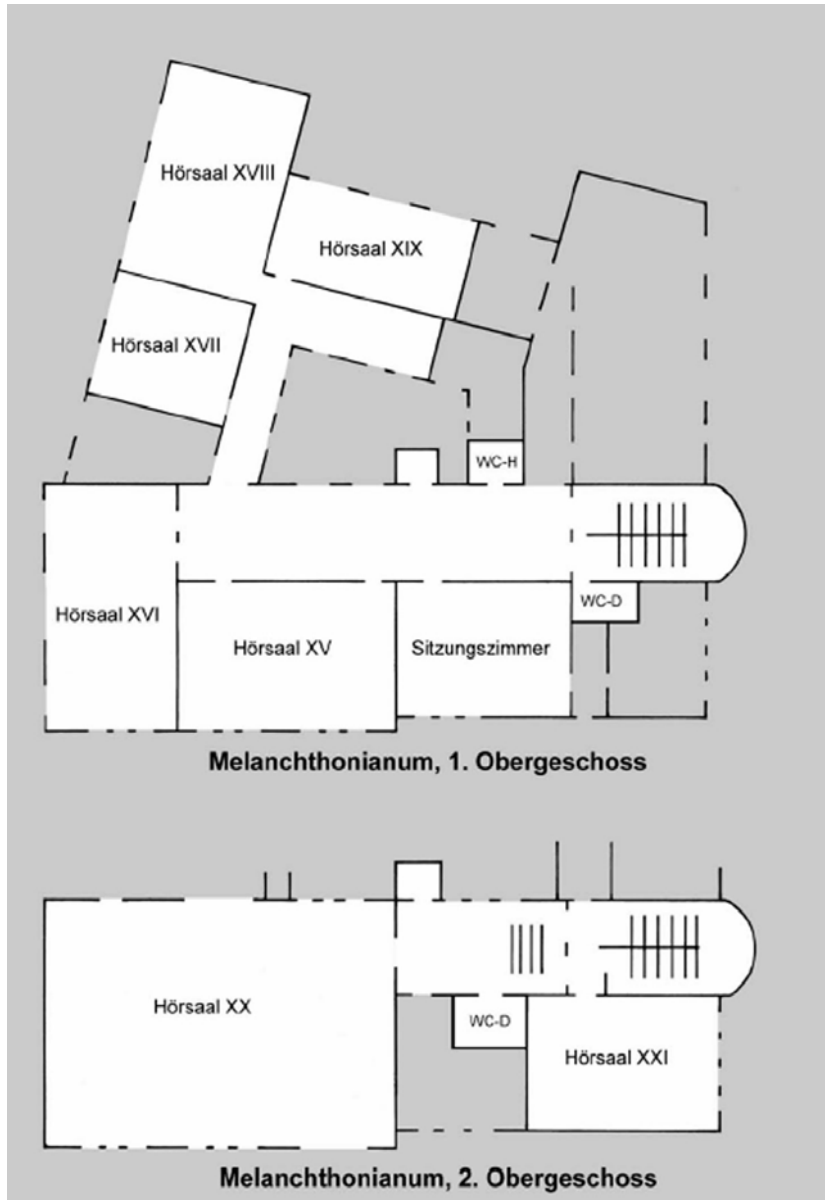 Hörsaal XVIII
Hörsaal XIX
Hörsaal XVII
WC-H
WC-D
Hörsaal XVI
Hörsaal XV
Sitzungszimmer
Melanchthonianum, 1. Obergeschoss
Hörsaal XX
WC-D
Hörsaal XXI
Melanchthonianum, 2. Obergeschoss